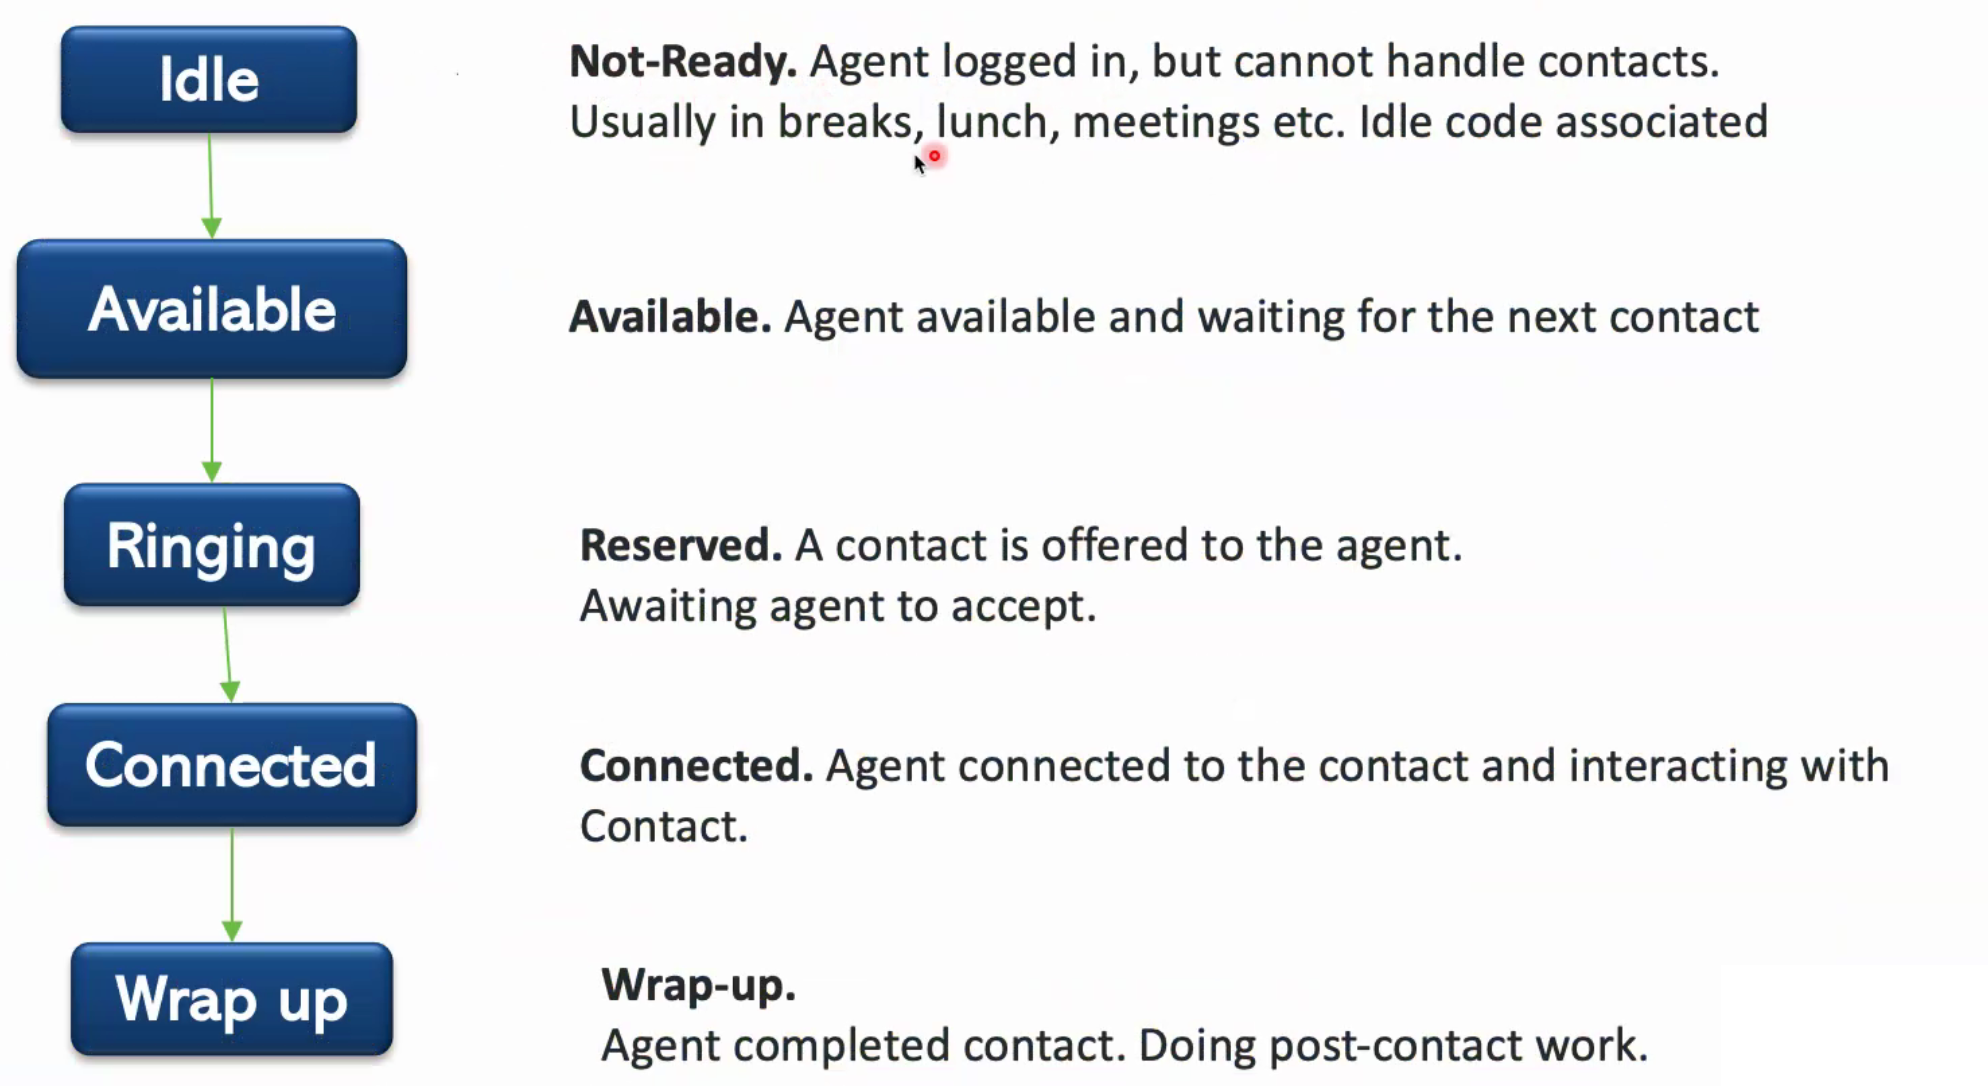 Idle
Not-Ready. Agent logged in, but cannot handle contacts.
Usually in breaks, lunch, meetings etc. Idle code associated
Available
Available. Agent available and waiting for the next contact
Ringing
Reserved. A contact is offered to the agent.
Awaiting agent to accept.
Connected
Connected. Agent connected to the contact and interacting with
Contact.
Wrap up
Wrap-up.
Agent completed contact. Doing post-contact work.